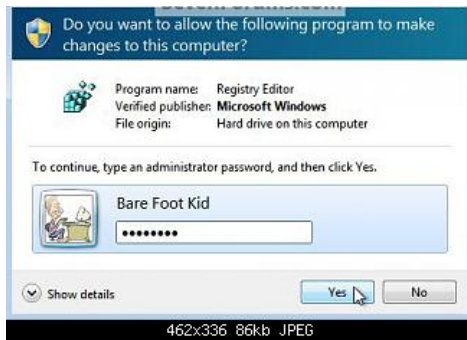 SevenForums.com
Do you want to allow the following program to make
changes to this computer?
Program name: Registry Editor
Verified publisher: Microsoft Windows
File origin: Hard drive on this computer
To continue, type an administrator password, and then click Yes.
Bare Foot Kid
••••••••
Show details
Yes
No
462x336 86kb JPEG